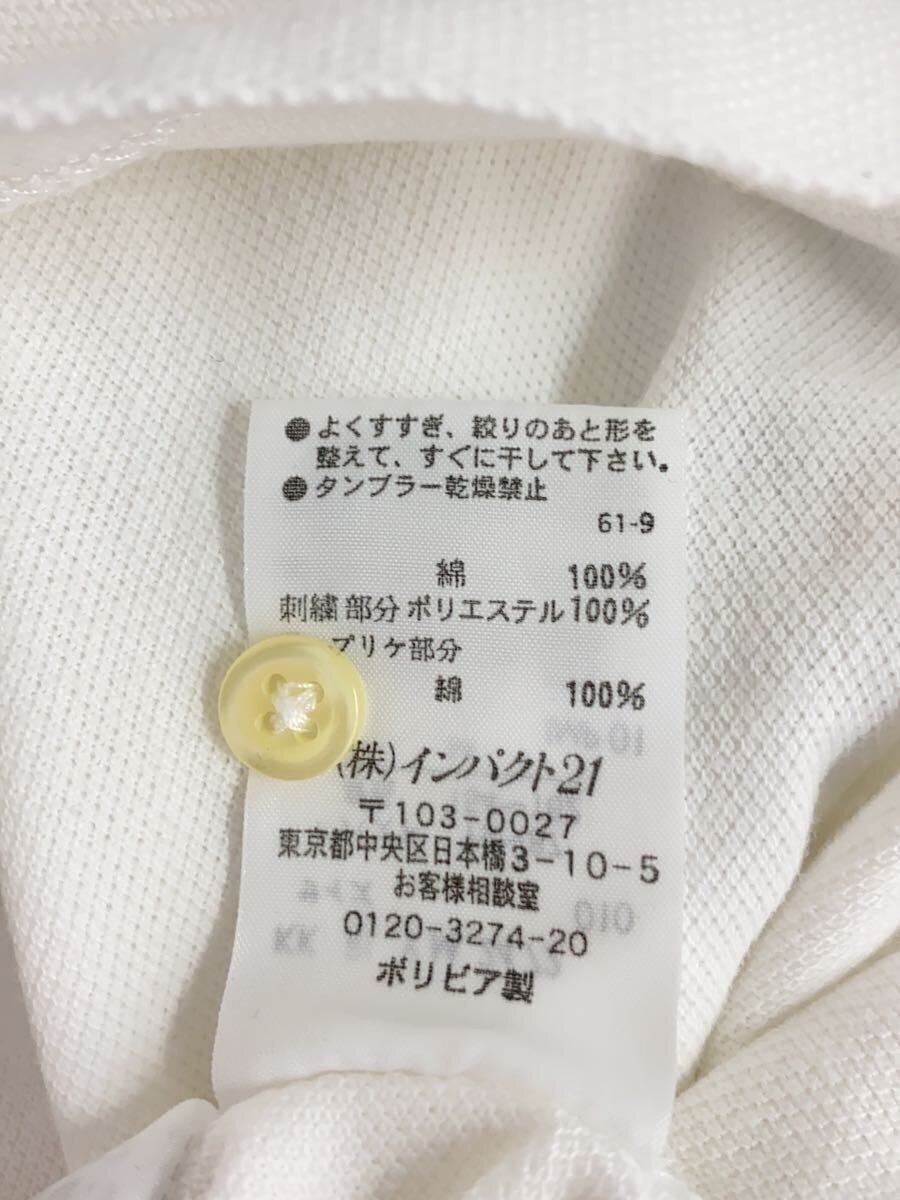 ●よくすすぎ、絞りのあと形を
整えて、すぐに干して下さい。
●タンブラー乾燥禁止
61-9
綿 100%
刺繍部分 ポリエステル 100%
プリケ部分
綿 100%
(株)インパクト21
〒103-0027
東京都中央区日本橋3-10-5
お客様相談室
0120-3274-20
ボリビア製